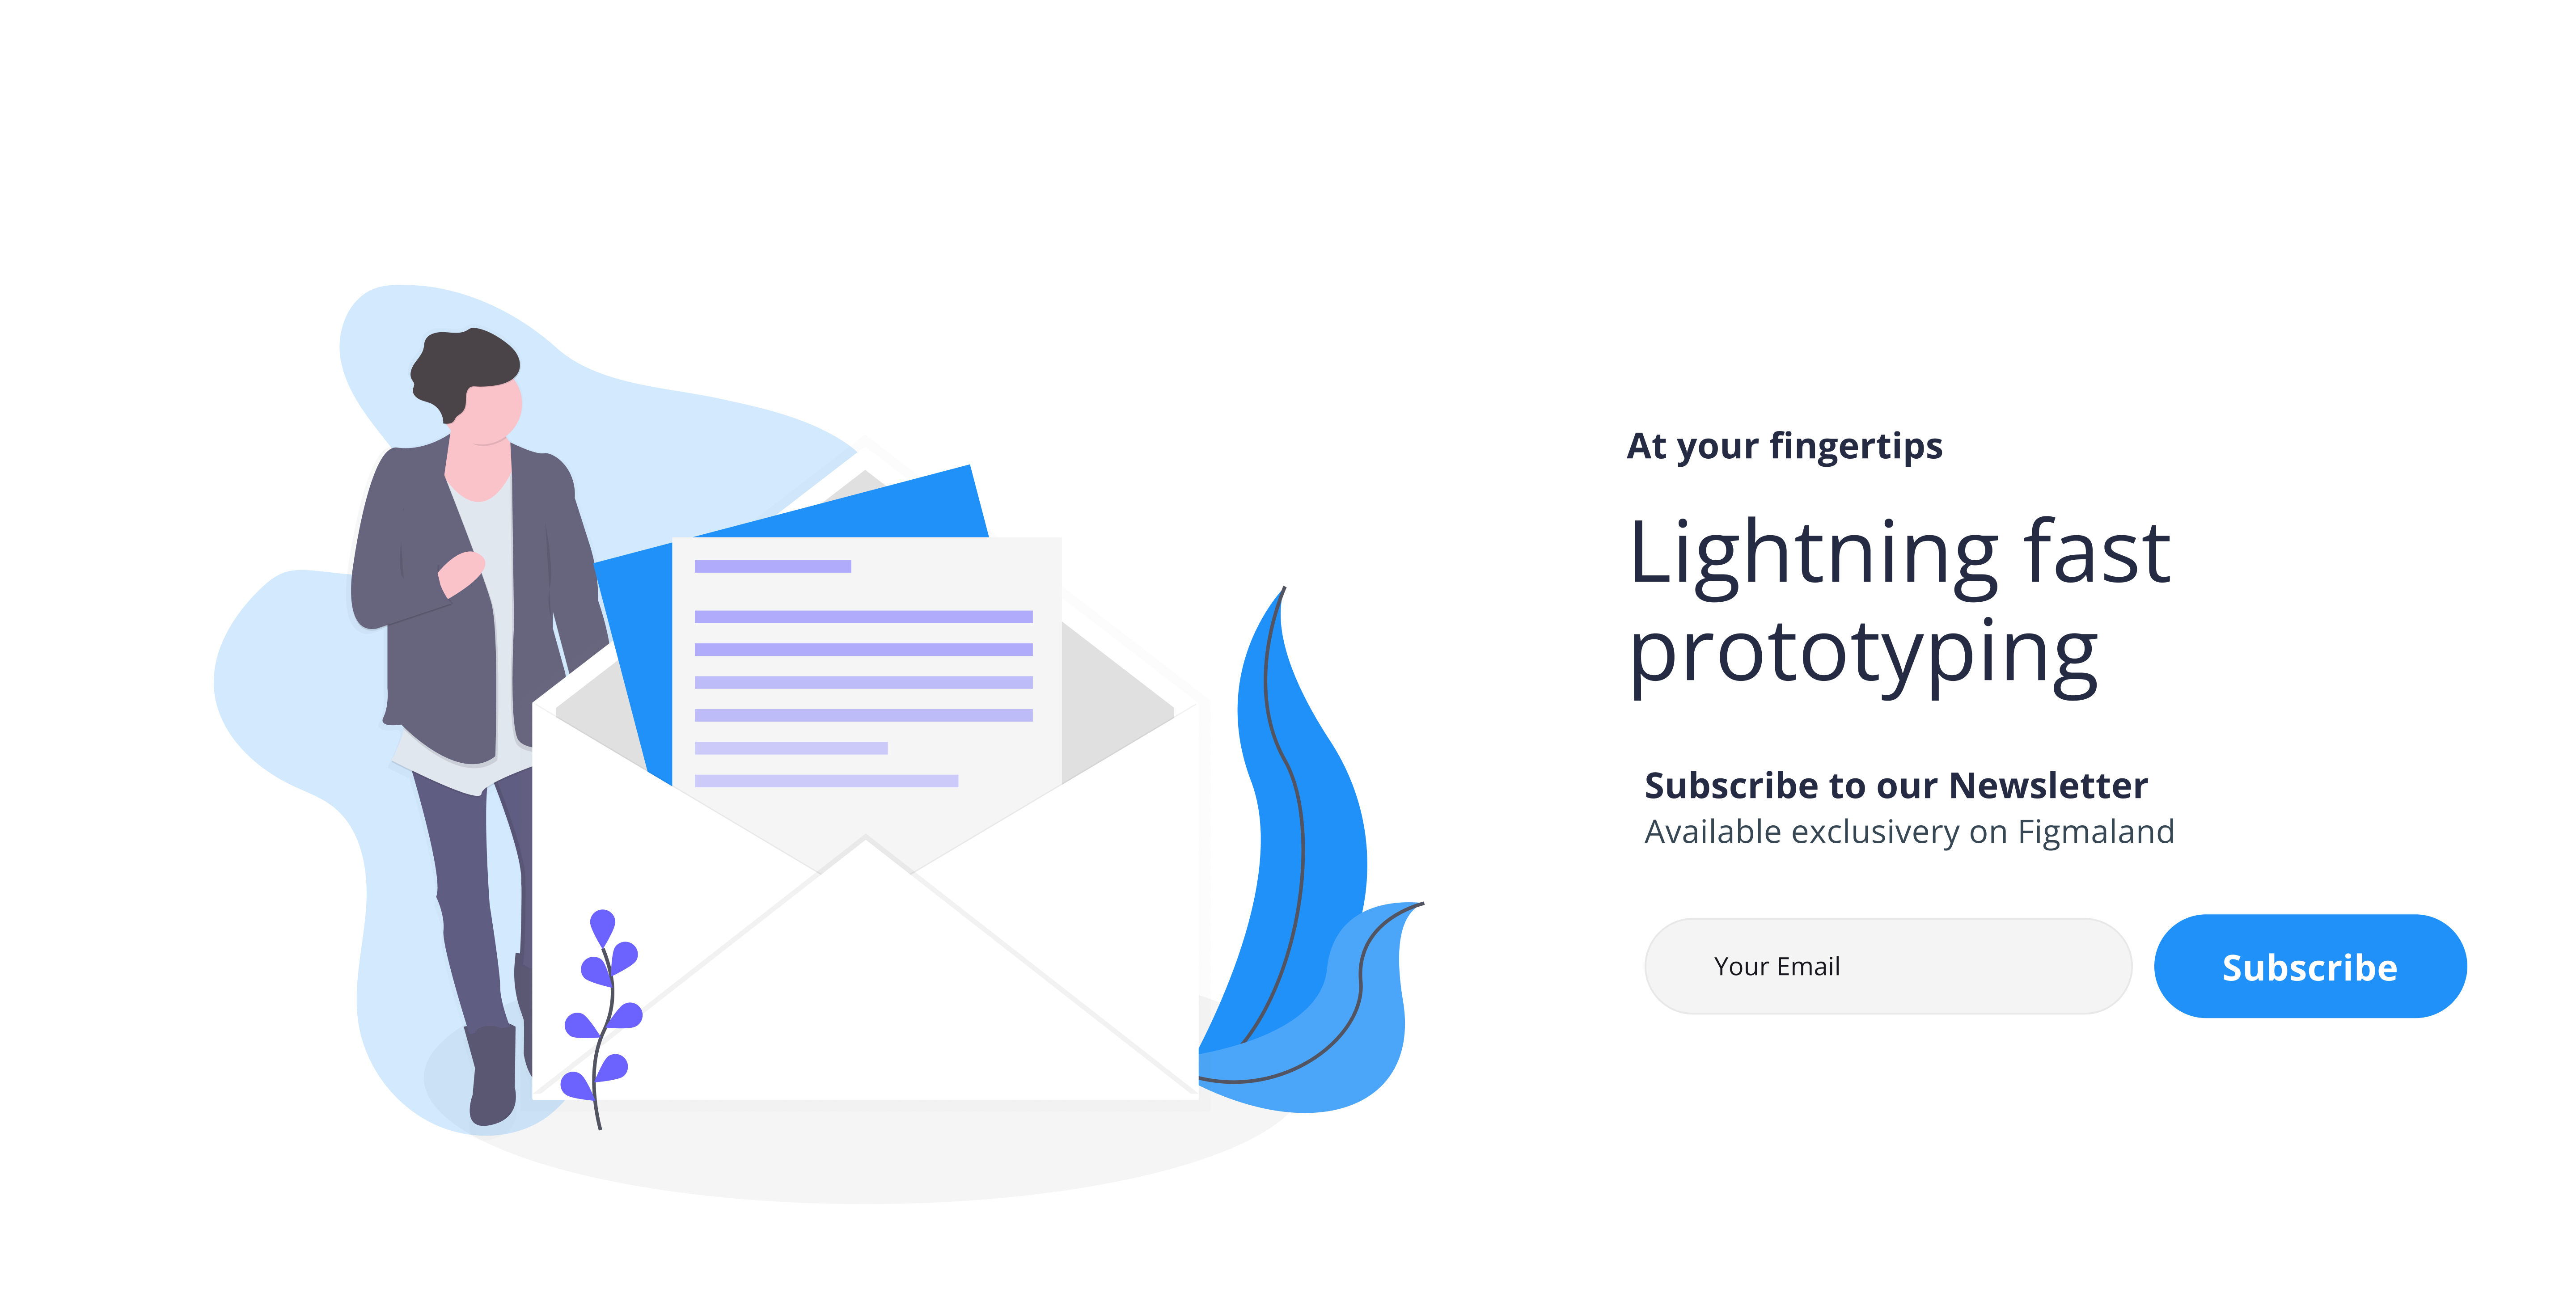 At your fingertips
Lightning fast
prototyping
Subscribe to our Newsletter
Available exclusivery on Figmaland
Your Email
Subscribe